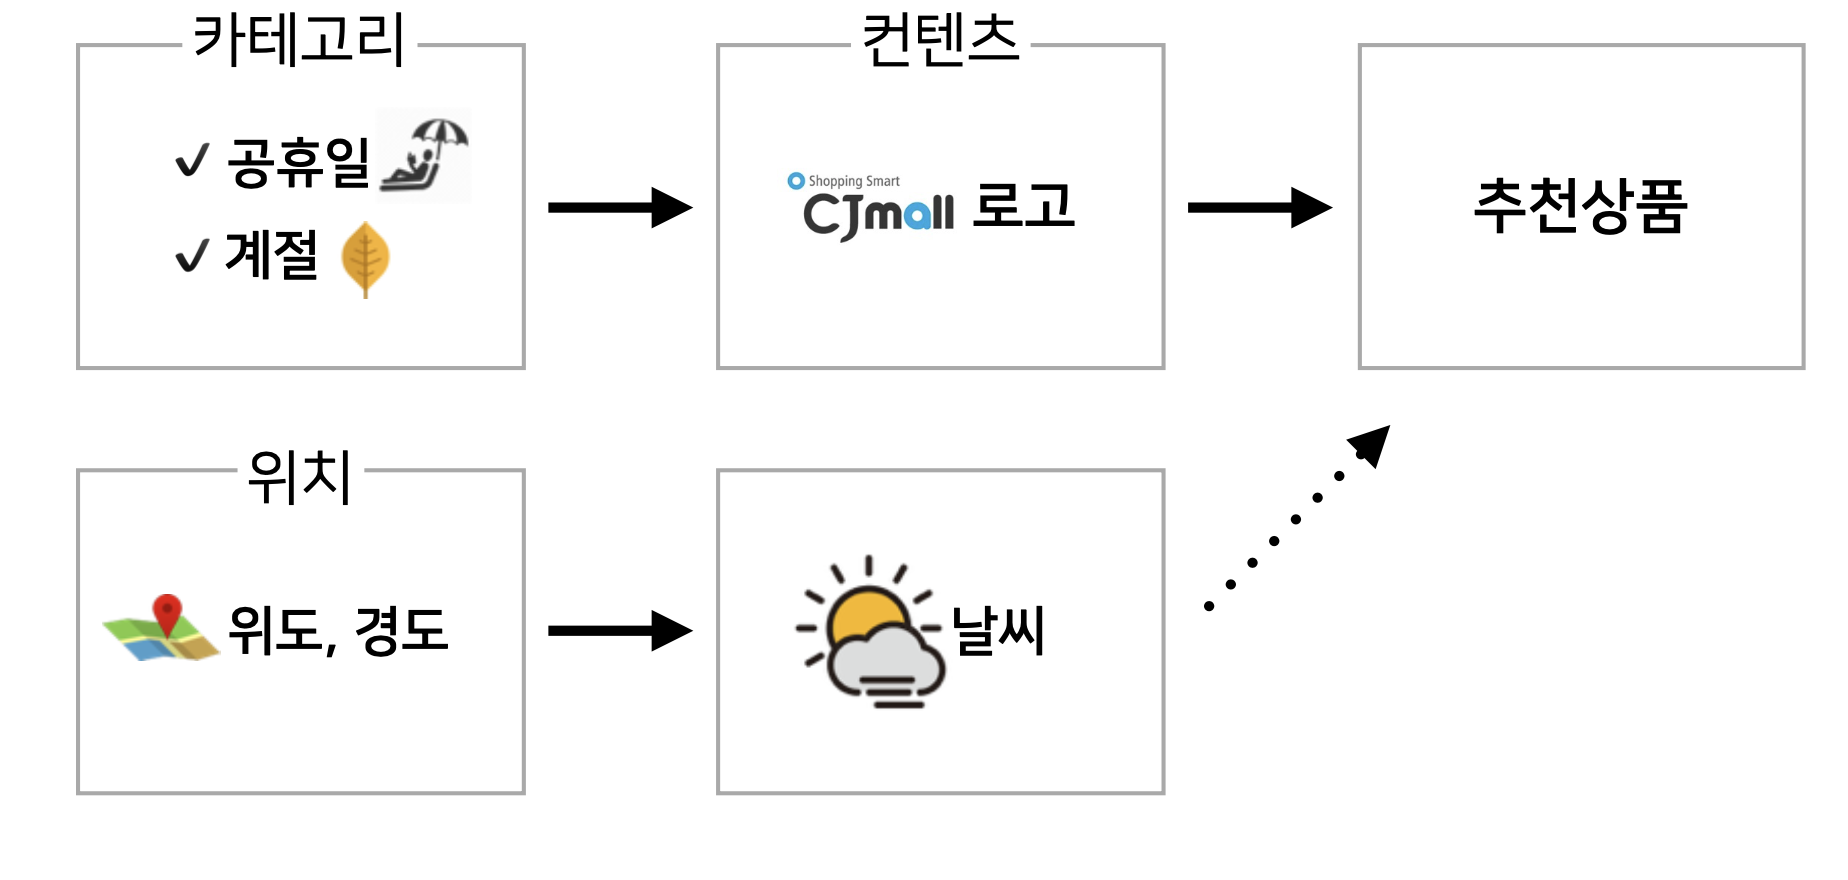 카테고리
✓ 공휴일
✓ 계절
컨텐츠
Shopping Smart
CJmall 로고
추천상품
위치
위도, 경도
날씨